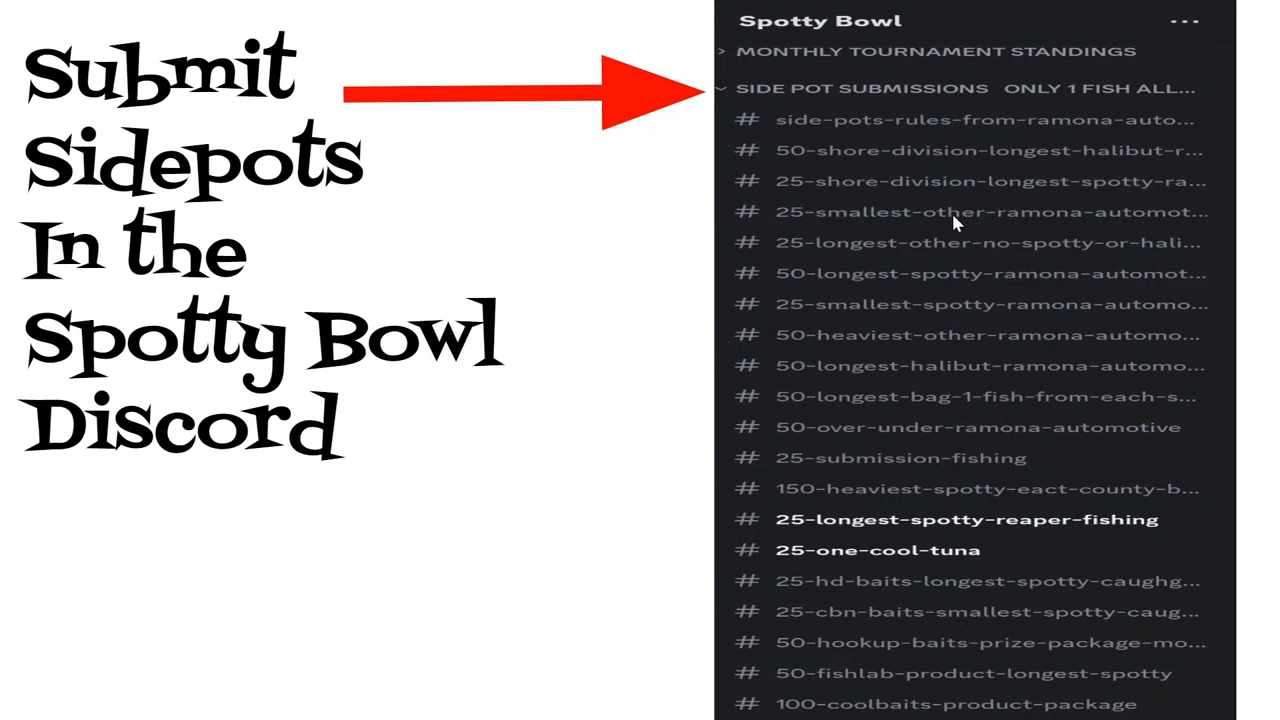 Submit
Sidepots
In the
Spotty Bowl
Discord
Spotty Bowl
MONTHLY TOURNAMENT STANDINGS
SIDE POT SUBMISSIONS ONLY 1 FISH ALL...
# side-pots-rules-from-ramona-auto...
# 50-shore-division-longest-halibut-r...
# 25-shore-division-longest-spotty-ra...
# 25-smallest-other-ramona-automot...
# 25-longest-other-no-spotty-or-hali...
# 50-longest-spotty-ramona-automot...
# 25-smallest-spotty-ramona-automo...
# 50-heaviest-other-ramona-automo...
# 50-longest-halibut-ramona-automo...
# 50-longest-bag-1-fish-from-each-s...
# 50-over-under-ramona-automotive
# 25-submission-fishing
# 150-heaviest-spotty-eact-county-b...
# 25-longest-spotty-reaper-fishing
# 25-one-cool-tuna
# 25-hd-baits-longest-spotty-caughg...
# 25-cbn-baits-smallest-spotty-caug...
# 50-hookup-baits-prize-package-mo...
# 50-fishlab-product-longest-spotty
# 100-coolbaits-product-package